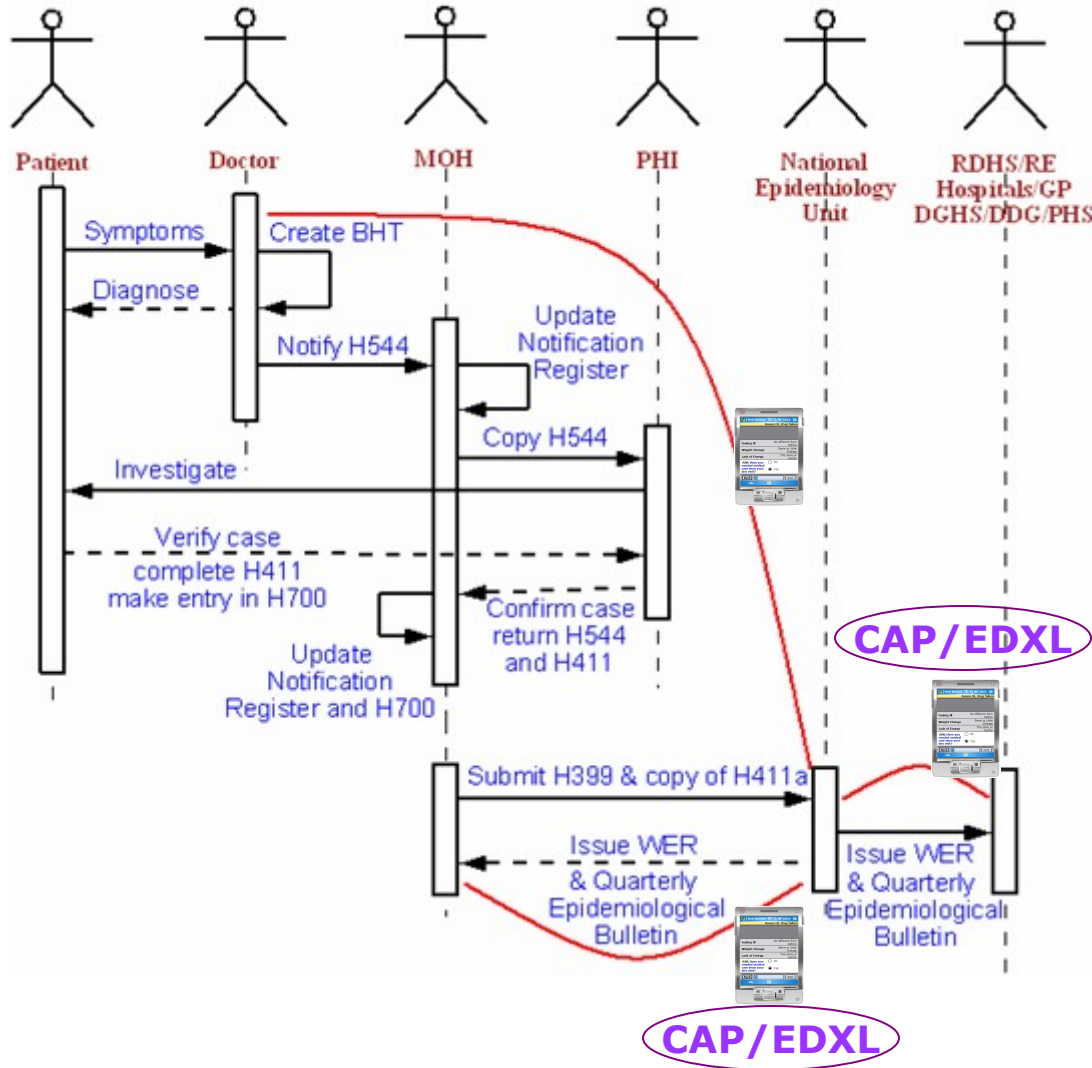 Patient
Doctor
MOH
PHI
National
Epidemiology
Unit
RDHS/RE
Hospitals/GP
DGHS/DDG/PHS
Symptoms
Create BHT
Diagnose
Notify H544
Update
Notification
Register
Copy H544
Investigate
Verify case
complete H411
make entry in H700
Confirm case
return H544
and H411
Update
Notification
Register and H700
CAP/EDXL
Submit H399 & copy of H411a
Issue WER
& Quarterly
Epidemiological
Bulletin
Issue WER
& Quarterly
Epidemiological
Bulletin
CAP/EDXL